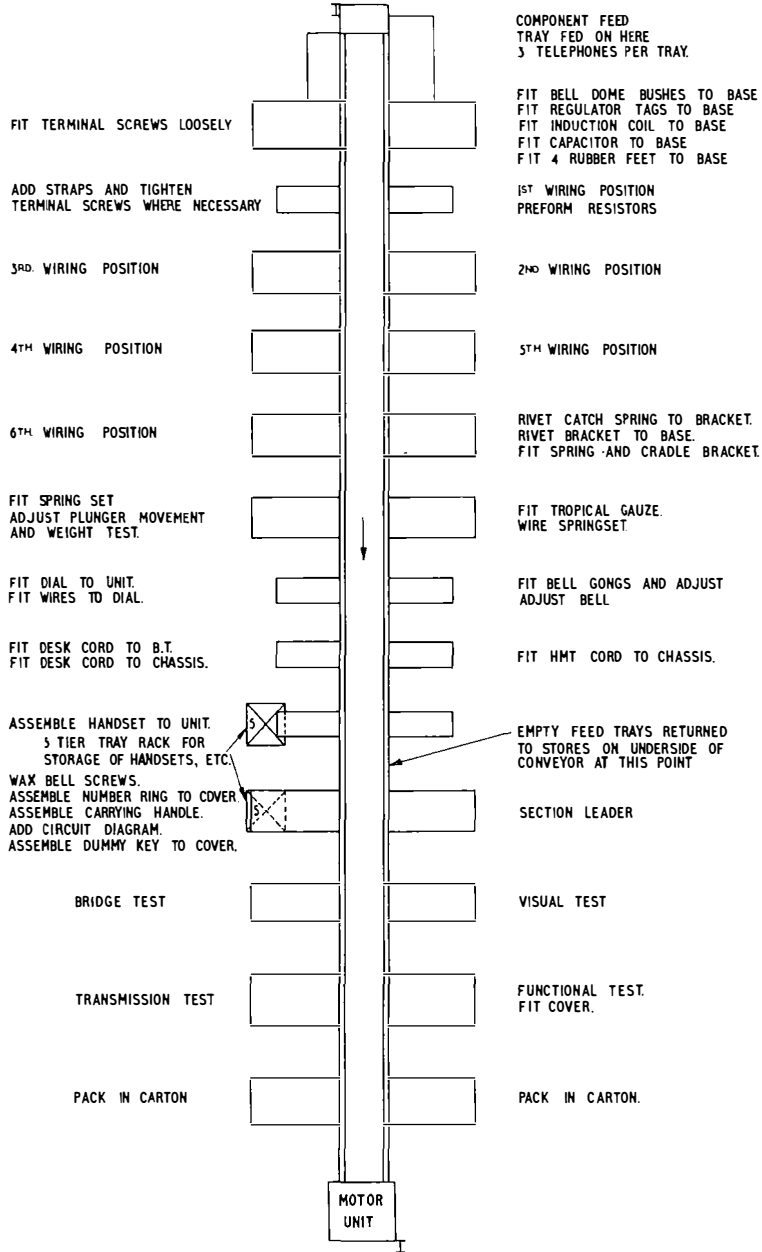 COMPONENT FEED
TRAY FED ON HERE
3 TELEPHONES PER TRAY.
FIT TERMINAL SCREWS LOOSELY
FIT BELL DOME BUSHES TO BASE
FIT REGULATOR TAGS TO BASE
FIT INDUCTION COIL TO BASE
FIT CAPACITOR TO BASE
FIT 4 RUBBER FEET TO BASE
ADD STRAPS AND TIGHTEN
TERMINAL SCREWS WHERE NECESSARY
1ST WIRING POSITION
PREFORM RESISTORS
3RD. WIRING POSITION
2ND WIRING POSITION
4TH WIRING POSITION
5TH WIRING POSITION
6TH. WIRING POSITION
RIVET CATCH SPRING TO BRACKET.
RIVET BRACKET TO BASE.
FIT SPRING AND CRADLE BRACKET.
FIT SPRING SET
ADJUST PLUNGER MOVEMENT
AND WEIGHT TEST.
FIT TROPICAL GAUZE.
WIRE SPRINGSET.
FIT DIAL TO UNIT.
FIT WIRES TO DIAL.
FIT BELL GONGS AND ADJUST
ADJUST BELL
FIT DESK CORD TO B.T.
FIT DESK CORD TO CHASSIS.
FIT HMT CORD TO CHASSIS.
ASSEMBLE HANDSET TO UNIT.
5
5 TIER TRAY RACK FOR
STORAGE OF HANDSETS, ETC.
EMPTY FEED TRAYS RETURNED
TO STORES ON UNDERSIDE OF
CONVEYOR AT THIS POINT
WAX BELL SCREWS.
ASSEMBLE NUMBER RING TO COVER.
ASSEMBLE CARRYING HANDLE.
ADD CIRCUIT DIAGRAM.
ASSEMBLE DUMMY KEY TO COVER.
5
SECTION LEADER
BRIDGE TEST
VISUAL TEST
TRANSMISSION TEST
FUNCTIONAL TEST.
FIT COVER.
PACK IN CARTON
PACK IN CARTON.
MOTOR
UNIT